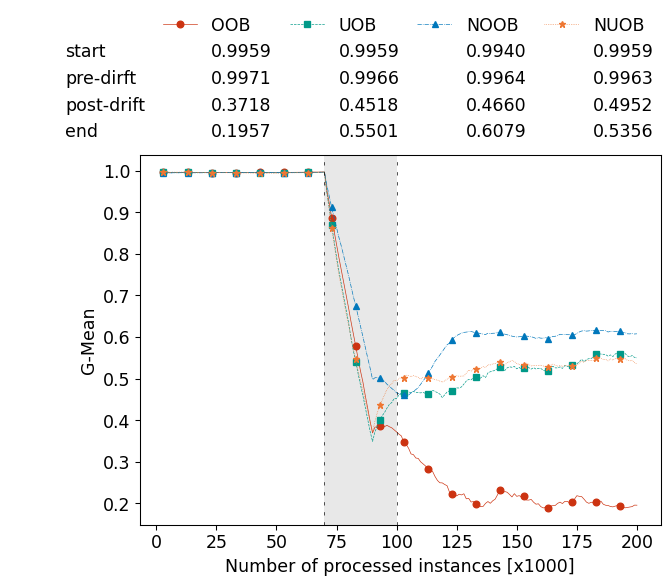 OOB UOB NOOB NUOB
start 0.9959 0.9959 0.9940 0.9959
pre-dirft 0.9971 0.9966 0.9964 0.9963
post-drift 0.3718 0.4518 0.4660 0.4952
end 0.1957 0.5501 0.6079 0.5356
1.0
0.9
0.8
0.7
0.6
0.5
0.4
0.3
0.2
G-Mean
0 25 50 75 100 125 150 175 200
Number of processed instances [x1000]